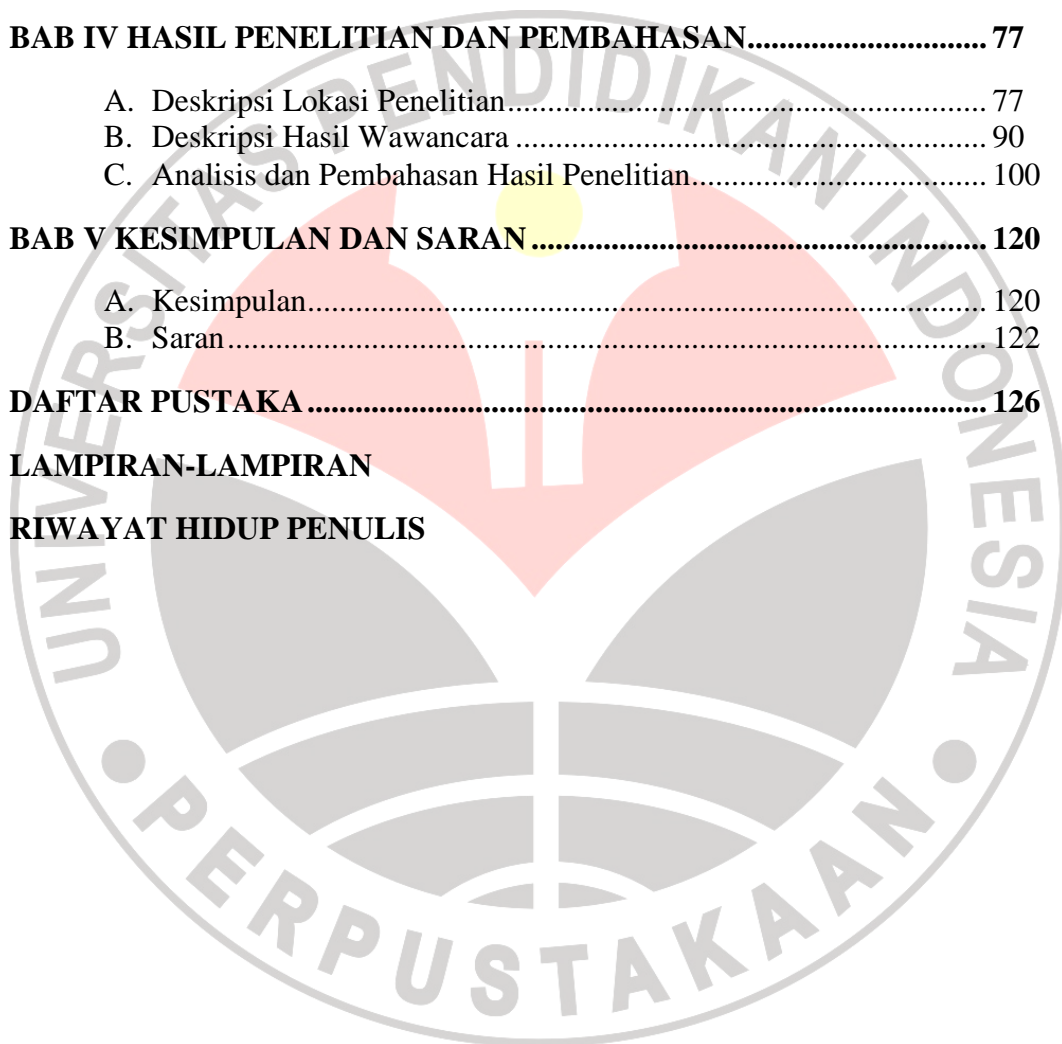 BAB IV HASIL PENELITIAN DAN PEMBAHASAN.............................. 77
A. Deskripsi Lokasi Penelitian............................................................. 77
B. Deskripsi Hasil Wawancara ........................................................... 90
C. Analisis dan Pembahasan Hasil Penelitian...................................... 100
BAB V KESIMPULAN DAN SARAN .......................................................... 120
A. Kesimpulan....................................................................................... 120
B. Saran................................................................................................. 122
DAFTAR PUSTAKA ...................................................................................... 126
LAMPIRAN-LAMPIRAN
RIWAYAT HIDUP PENULIS
UNIVERSITAS PENDIDIKAN INDONESIA
PERPUSTAKAAN